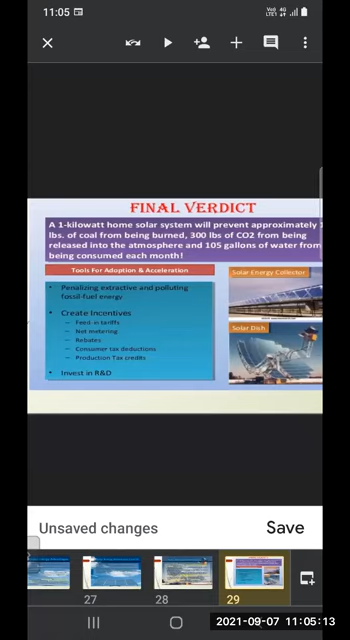 11:05
Vo) 4G
LTE1
FINAL VERDICT
A 1-kilowatt home solar system will prevent approximately 1
lbs. of coal from being burned, 300 lbs of CO2 from being
released into the atmosphere and 105 gallons of water from
being consumed each month!
Tools For Adoption & Acceleration
Penalizing extractive and polluting
fossil-fuel energy
Create Incentives
– Feed-in tariffs
– Net metering
– Rebates
– Consumer tax deductions
– Production Tax credits
Invest in R&D
Solar Energy Collector
Solar Dish
Unsaved changes
Save
27
28
29
2021-09-07 11:05:13